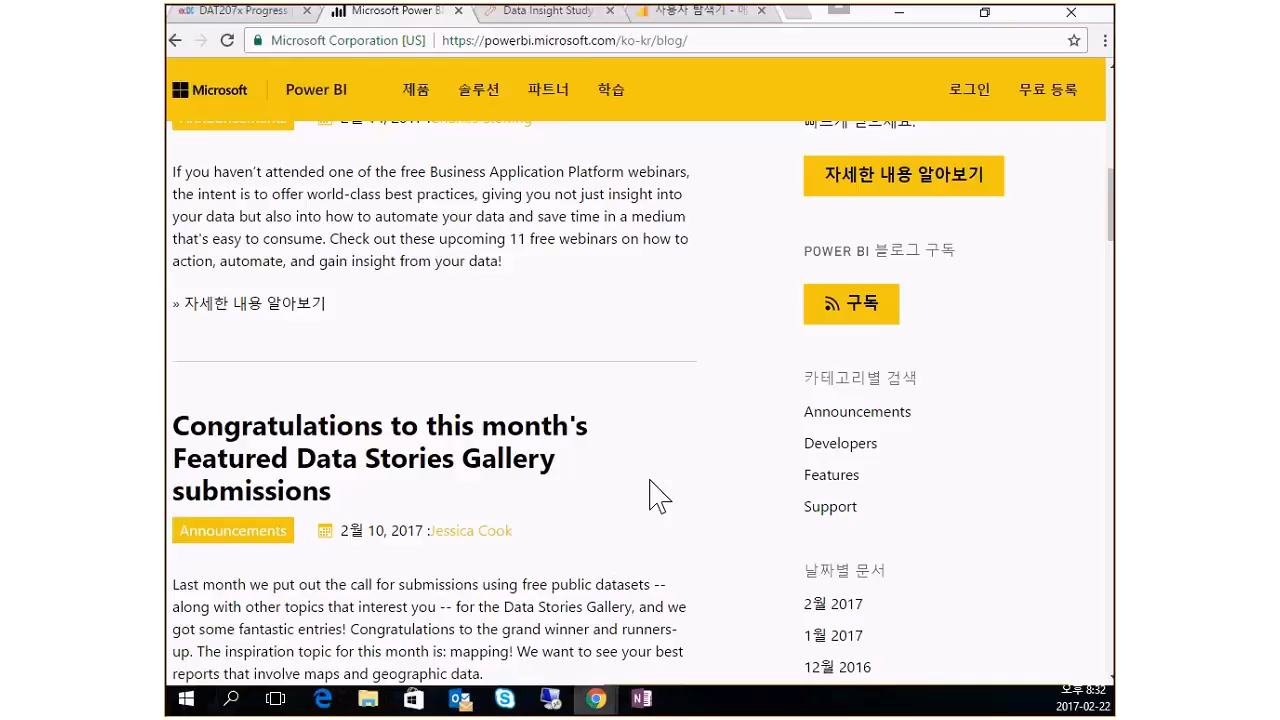 DAT207x Progress
Microsoft Power B
Data Insight Study
Microsoft Corporation [US]
https://powerbi.microsoft.com/ko-kr/blog/
Microsoft
Power BI
제품
솔루션
파트너
학습
로그인
무료 등록
If you haven't attended one of the free Business Application Platform webinars,
the intent is to offer world-class best practices, giving you not just insight into
your data but also into how to automate your data and save time in a medium
that's easy to consume. Check out these upcoming 11 free webinars on how to
action, automate, and gain insight from your data!
» 자세한 내용 알아보기
Congratulations to this month's
Featured Data Stories Gallery
submissions
Announcements
2월 10, 2017 :Jessica Cook
Last month we put out the call for submissions using free public datasets --
along with other topics that interest you -- for the Data Stories Gallery, and we
got some fantastic entries! Congratulations to the grand winner and runners-
up. The inspiration topic for this month is: mapping! We want to see your best
reports that involve maps and geographic data.
자세한 내용 알아보기
POWER BI 블로그 구독
구독
카테고리별 검색
Announcements
Developers
Features
Support
날짜별 문서
2월 2017
1월 2017
12월 2016
오후 8:32
2017-02-22